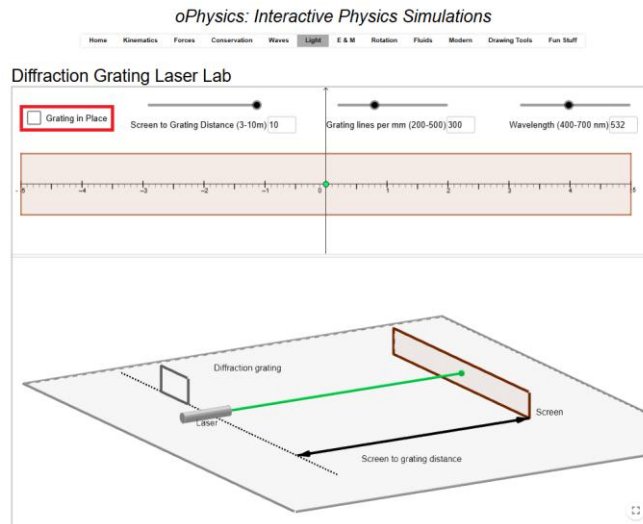 oPhysics: Interactive Physics Simulations
Home Kinematics Forces Conservation Waves Light E & M Rotation Fluids Modern Drawing Tools Fun Stuff
Diffraction Grating Laser Lab
Grating in Place
Screen to Grating Distance (3-10m) 10
Grating lines per mm (200-500) 300
Wavelength (400-700 nm) 532
-5 -4 -3 -2 -1 0 1 2 3 4 5
Diffraction grating
Laser
Screen
Screen to grating distance